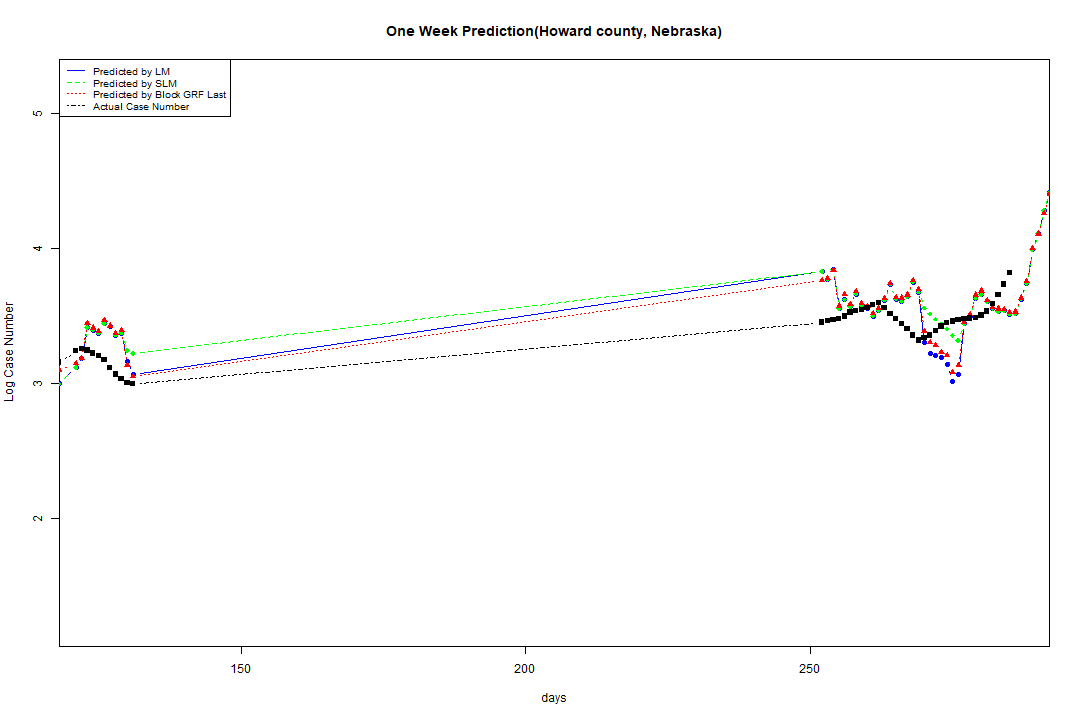 One Week Prediction(Howard county, Nebraska)
Predicted by LM
Predicted by SLM
Predicted by Block GRF Last
Actual Case Number
5
4
3
2
Log Case Number
150 200 250
days